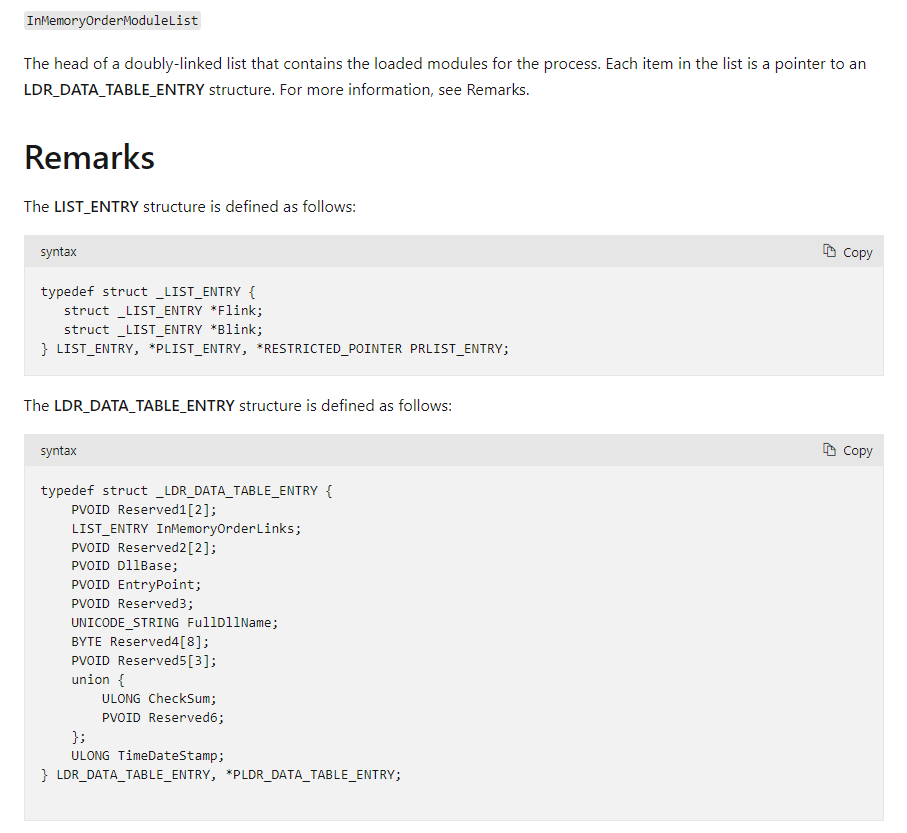 InMemoryOrderModuleList
The head of a doubly-linked list that contains the loaded modules for the process. Each item in the list is a pointer to an
LDR_DATA_TABLE_ENTRY structure. For more information, see Remarks.
Remarks
The LIST_ENTRY structure is defined as follows:
syntax Copy
typedef struct _LIST_ENTRY {
   struct _LIST_ENTRY *Flink;
   struct _LIST_ENTRY *Blink;
} LIST_ENTRY, *PLIST_ENTRY, *RESTRICTED_POINTER PRLIST_ENTRY;
The LDR_DATA_TABLE_ENTRY structure is defined as follows:
syntax Copy
typedef struct _LDR_DATA_TABLE_ENTRY {
    PVOID Reserved1[2];
    LIST_ENTRY InMemoryOrderLinks;
    PVOID Reserved2[2];
    PVOID DllBase;
    PVOID EntryPoint;
    PVOID Reserved3;
    UNICODE_STRING FullDllName;
    BYTE Reserved4[8];
    PVOID Reserved5[3];
    union {
        ULONG CheckSum;
        PVOID Reserved6;
    };
    ULONG TimeDateStamp;
} LDR_DATA_TABLE_ENTRY, *PLDR_DATA_TABLE_ENTRY;